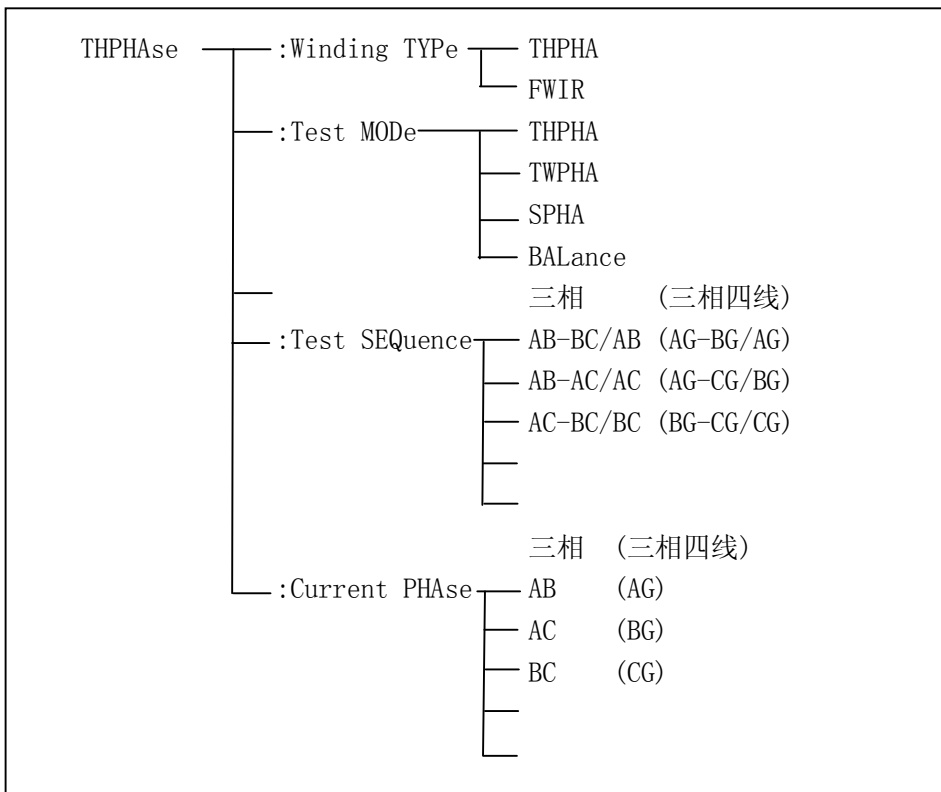 THPHAse :Winding TYPe THPHA
FWIR
:Test MODe THPHA
TWPHA
SPHA
BALance
三相 (三相四线)
:Test SEQuence AB-BC/AB (AG-BG/AG)
AB-AC/AC (AG-CG/BG)
AC-BC/BC (BG-CG/CG)
三相 (三相四线)
:Current PHAse AB (AG)
AC (BG)
BC (CG)